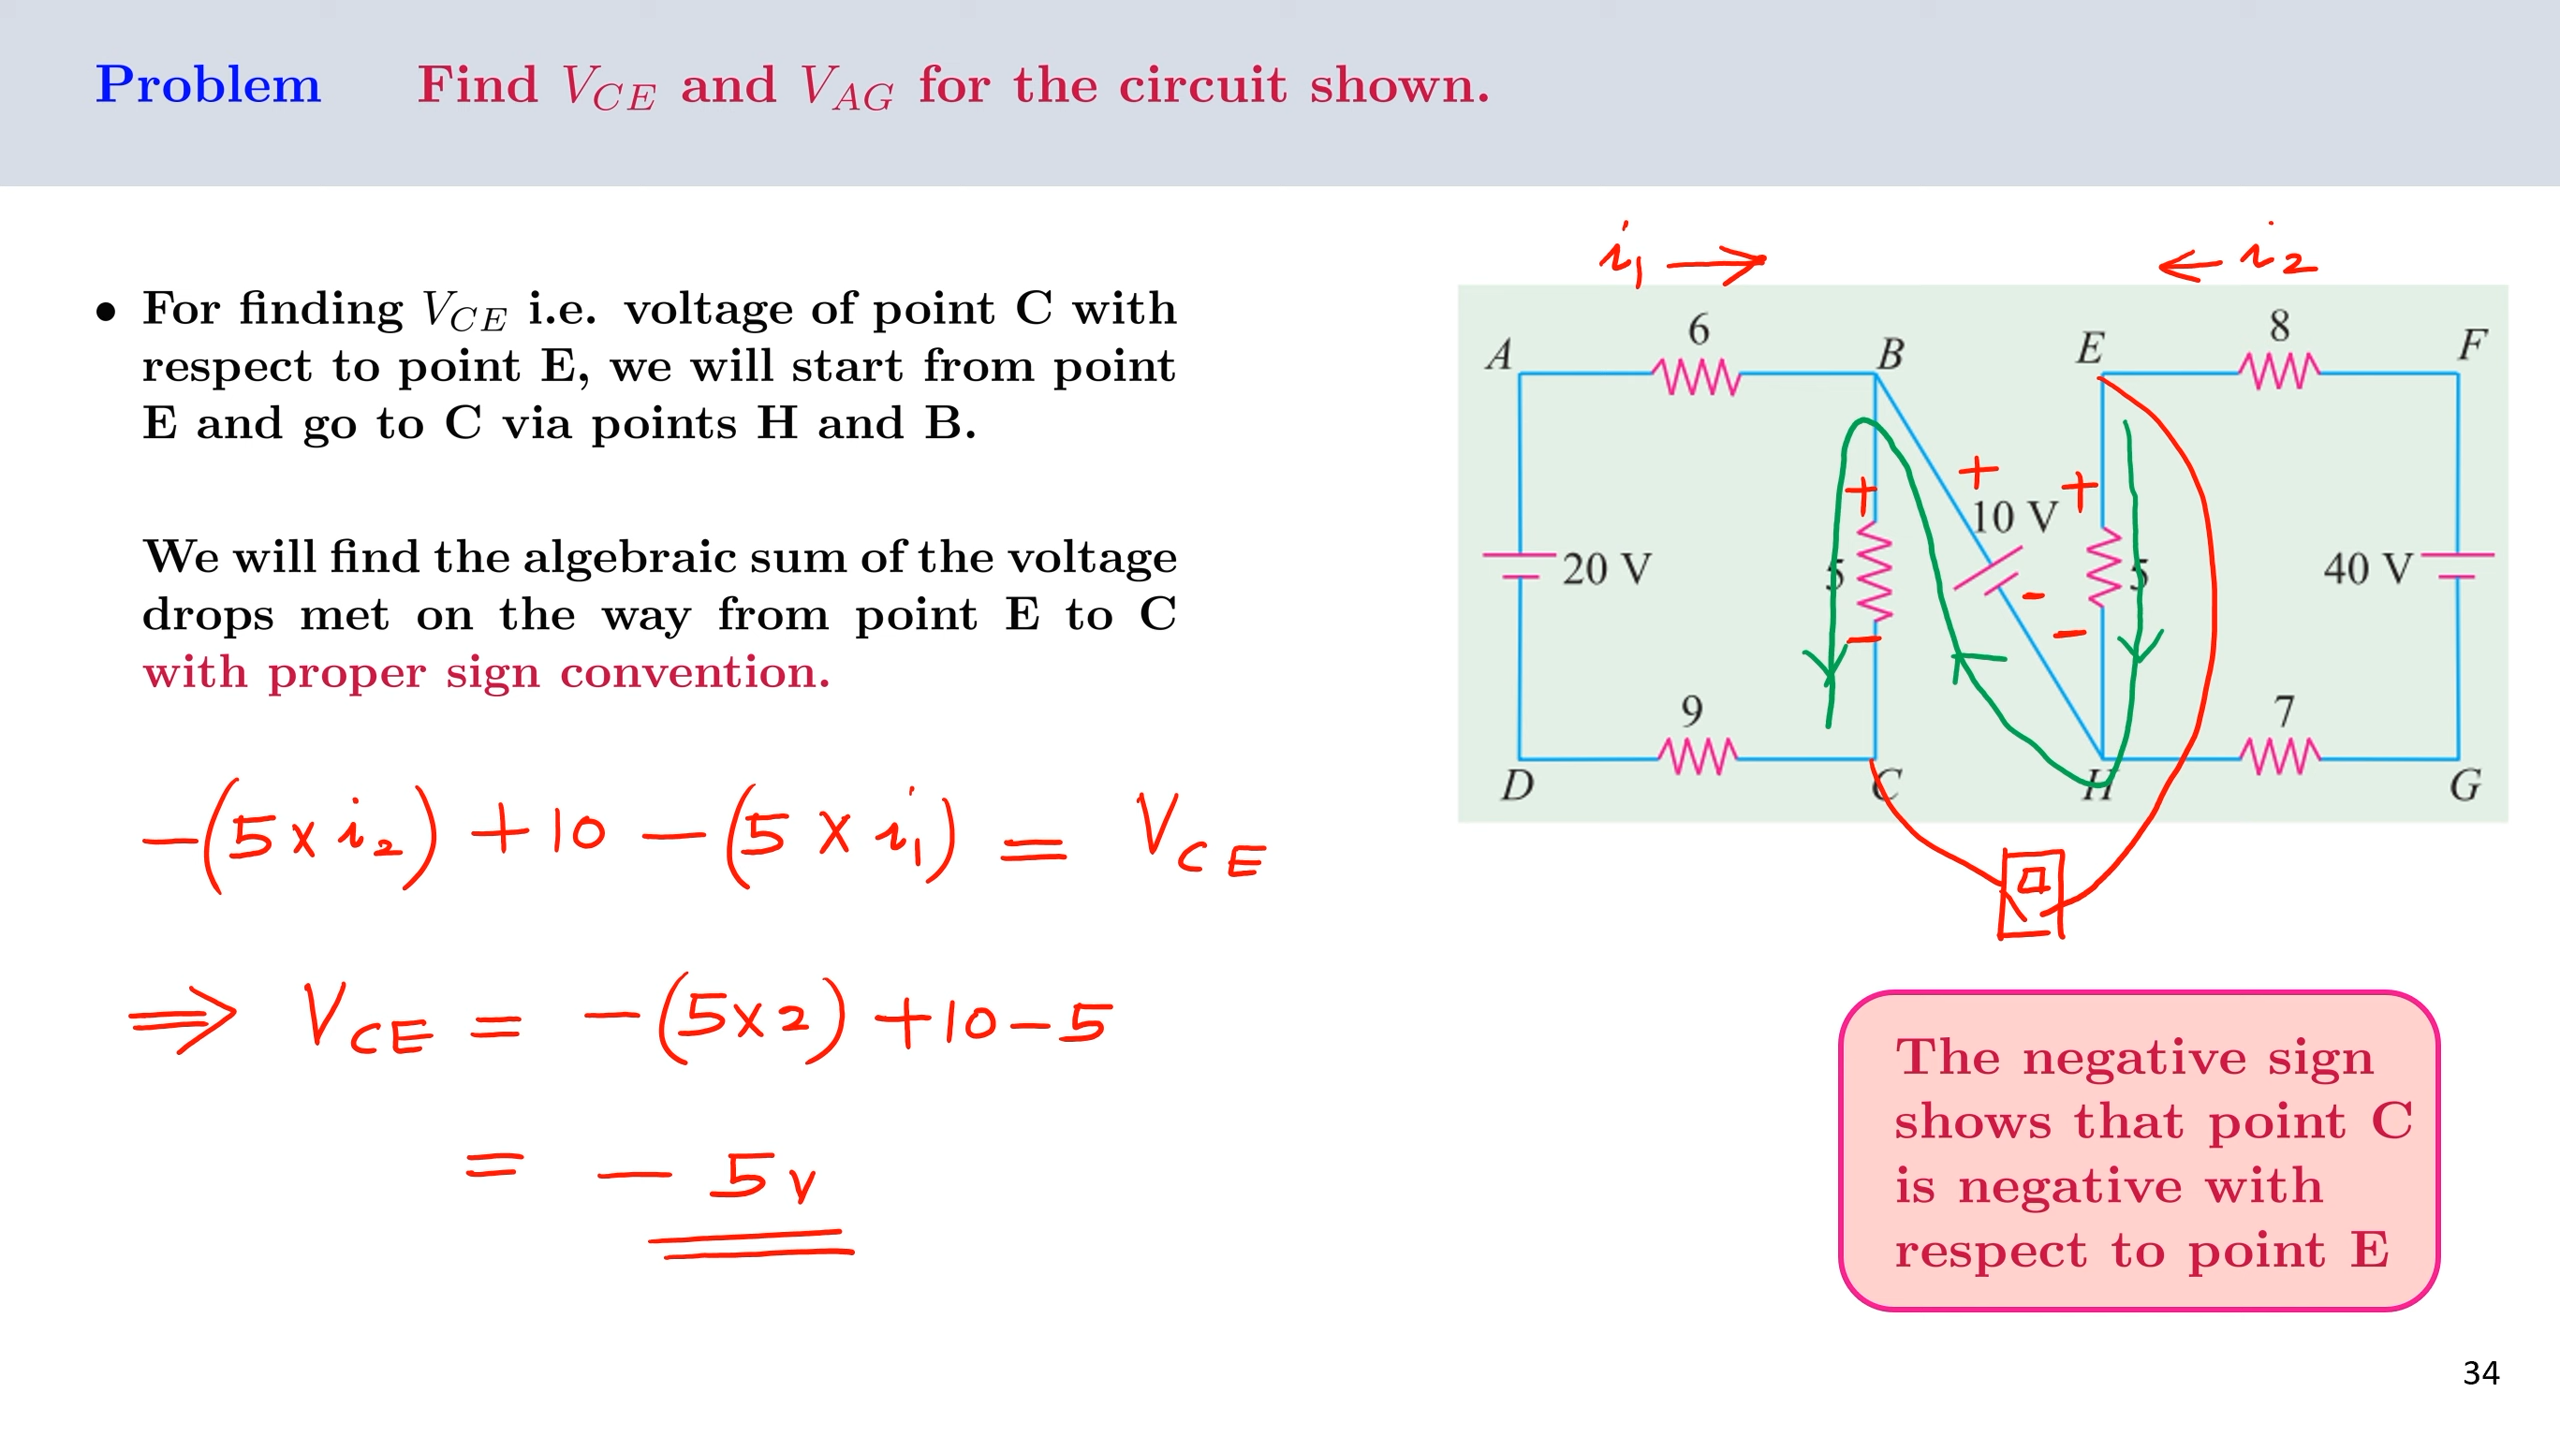 Problem Find V_CE and V_AG for the circuit shown.
• For finding V_CE i.e. voltage of point C with
respect to point E, we will start from point
E and go to C via points H and B.
We will find the algebraic sum of the voltage
drops met on the way from point E to C
with proper sign convention.
-(5 × i₂) + 10 - (5 × i₁) = V_CE
⇒ V_CE = -(5×2) + 10 - 5
= - 5v
i₁ → ← i₂
6 8
A B E F
+ + +
10 V
20 V 5 5 40 V
- - -
9 7
D C H G
The negative sign
shows that point C
is negative with
respect to point E
34